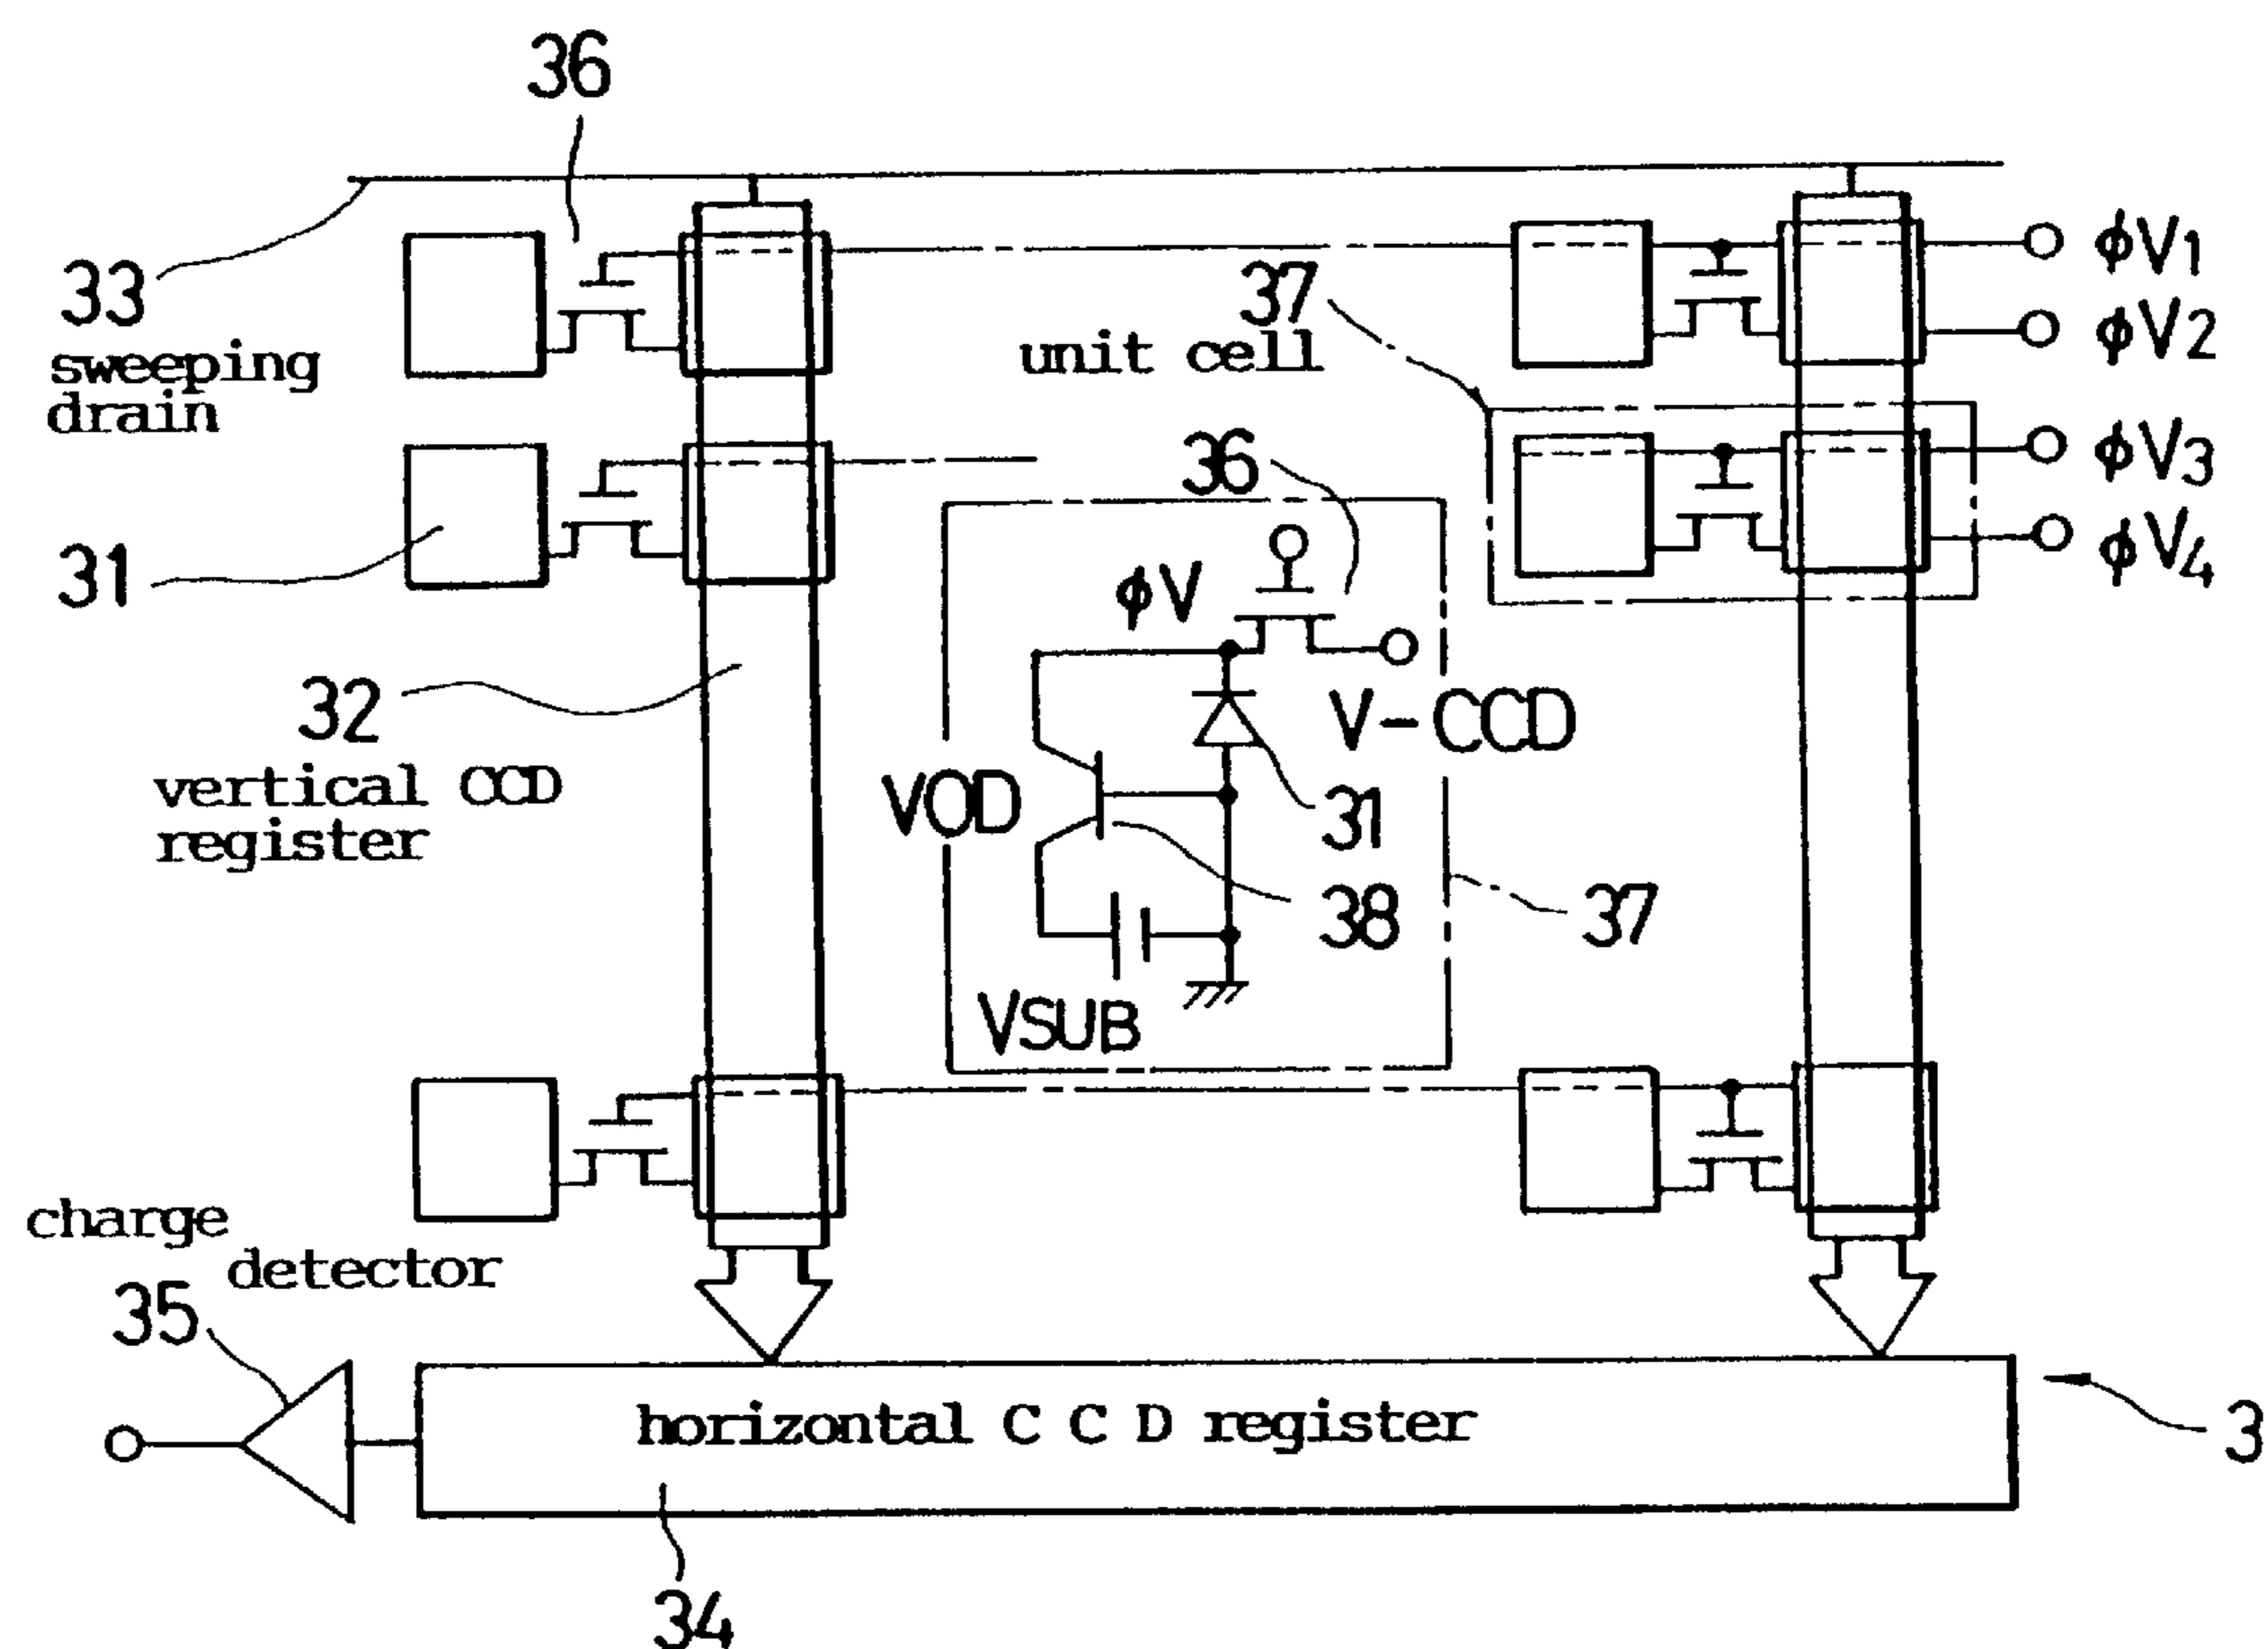 36
33
sweeping
drain
37
unit cell
φV1
φV2
36
φV3
φV4
31
φV
32
vertical CCD
register
V-CCD
VOD
31
38
37
VSUB
charge
detector
35
horizontal C C D register
3
34